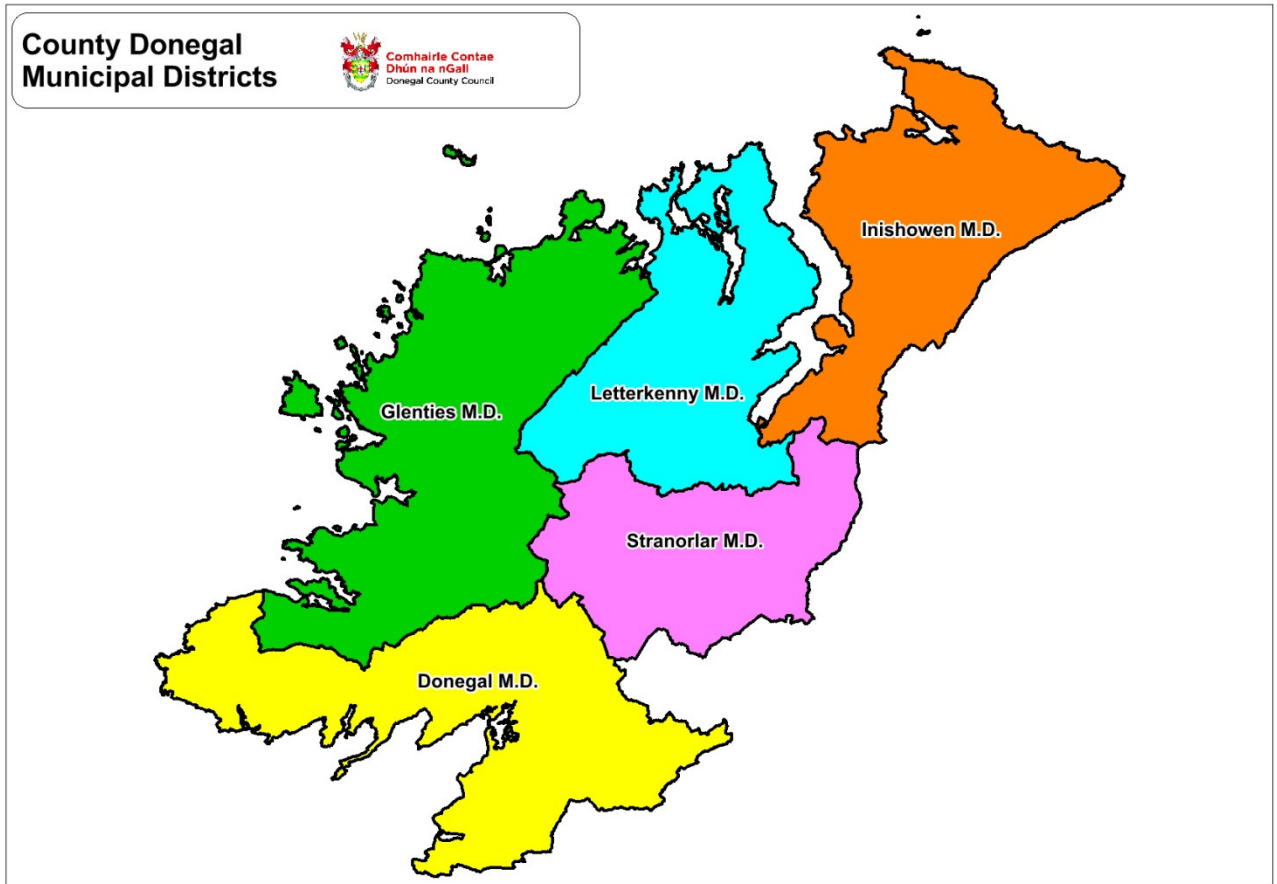 County Donegal
Municipal Districts
Comhairle Contae
Dhún na nGall
Donegal County Council
Inishowen M.D.
Letterkenny M.D.
Glenties M.D.
Stranorlar M.D.
Donegal M.D.